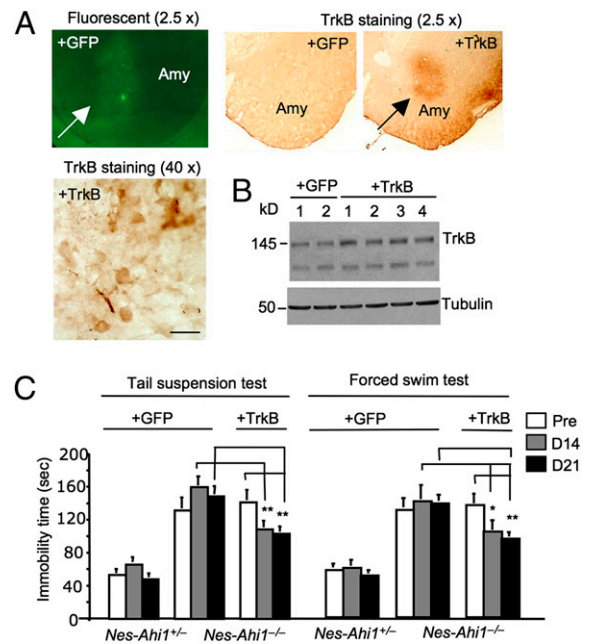 A
Fluorescent (2.5 x)
+GFP
Amy
TrkB staining (2.5 x)
+GFP
+TrkB
Amy
Amy
TrkB staining (40 x)
+TrkB
B
+GFP +TrkB
kD 1 2 1 2 3 4
145 TrkB
50 Tubulin
C
Tail suspension test Forced swim test
+GFP +TrkB +GFP +TrkB
Pre
D14
D21
Immobility time (sec)
200
160
120
80
40
0
** ** * **
Nes-Ahi1+/– Nes-Ahi1–/– Nes-Ahi1+/– Nes-Ahi1–/–